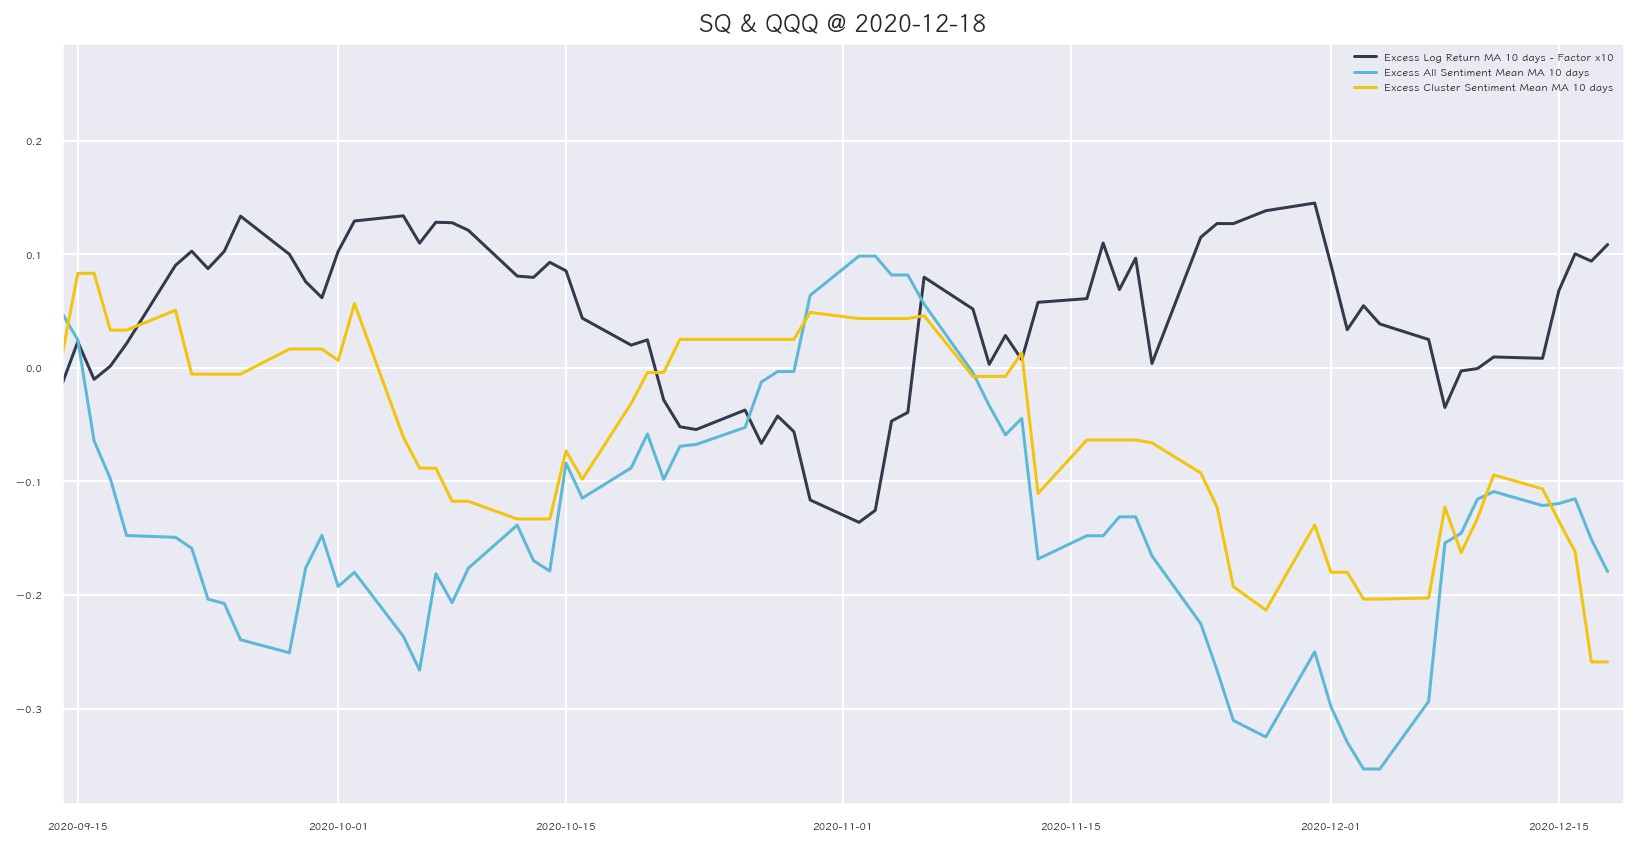 SQ & QQQ @ 2020-12-18
Excess Log Return MA 10 days - Factor x10
Excess All Sentiment Mean MA 10 days
Excess Cluster Sentiment Mean MA 10 days
0.2
0.1
0.0
−0.1
−0.2
−0.3
2020-09-15 2020-10-01 2020-10-15 2020-11-01 2020-11-15 2020-12-01 2020-12-15